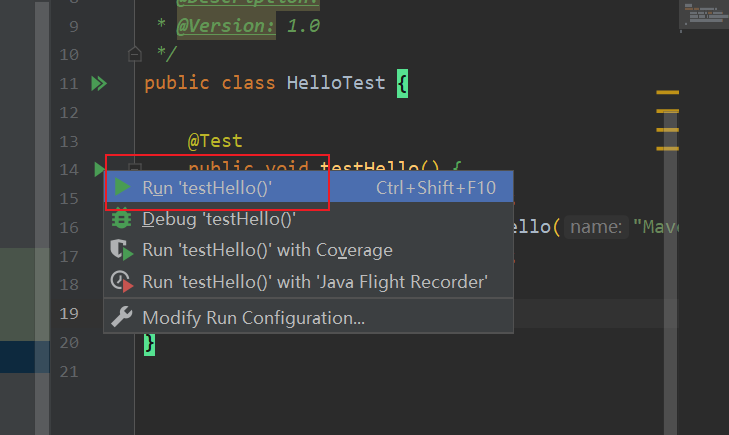 8 * @Description:
9 * @Version: 1.0
10 */
11 public class HelloTest {
12
13 @Test
14 public void testHello() {
Run 'testHello()' Ctrl+Shift+F10
15
Debug 'testHello()'
16 ello( name: "Mave
Run 'testHello()' with Coverage
17
18 Run 'testHello()' with 'Java Flight Recorder'
19 Modify Run Configuration...
20 }
21